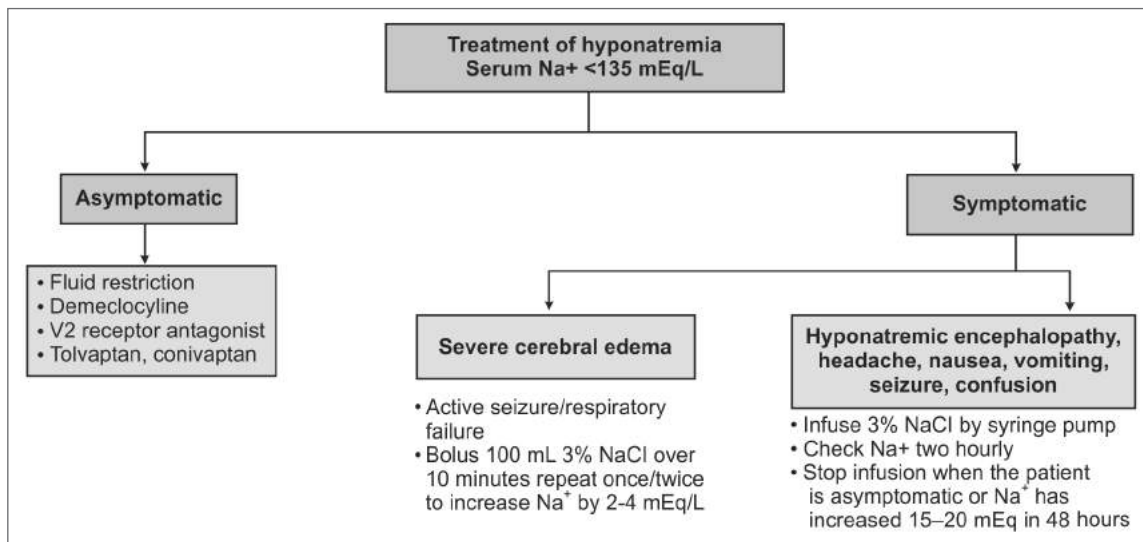 Treatment of hyponatremia
Serum Na+ <135 mEq/L
Asymptomatic
• Fluid restriction
• Demeclocyline
• V2 receptor antagonist
• Tolvaptan, conivaptan
Symptomatic
Severe cerebral edema
• Active seizure/respiratory
failure
• Bolus 100 mL 3% NaCl over
10 minutes repeat once/twice
to increase Na⁺ by 2-4 mEq/L
Hyponatremic encephalopathy,
headache, nausea, vomiting,
seizure, confusion
• Infuse 3% NaCl by syringe pump
• Check Na+ two hourly
• Stop infusion when the patient
is asymptomatic or Na⁺ has
increased 15–20 mEq in 48 hours